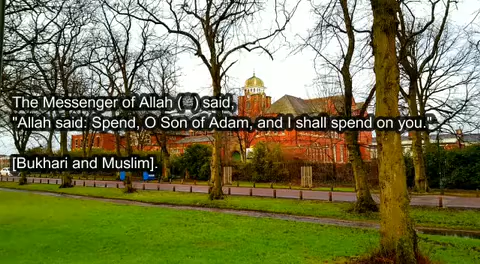 The Messenger of Allah (ﷺ) said,
"Allah said: Spend, O Son of Adam, and I shall spend on you."
[Bukhari and Muslim].